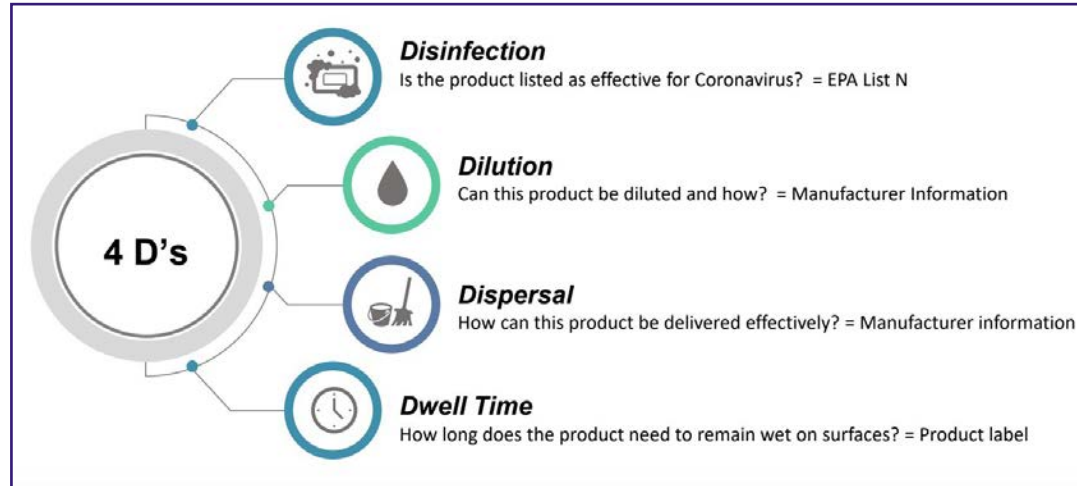 4 D's
Disinfection
Is the product listed as effective for Coronavirus? = EPA List N
Dilution
Can this product be diluted and how? = Manufacturer Information
Dispersal
How can this product be delivered effectively? = Manufacturer information
Dwell Time
How long does the product need to remain wet on surfaces? = Product label